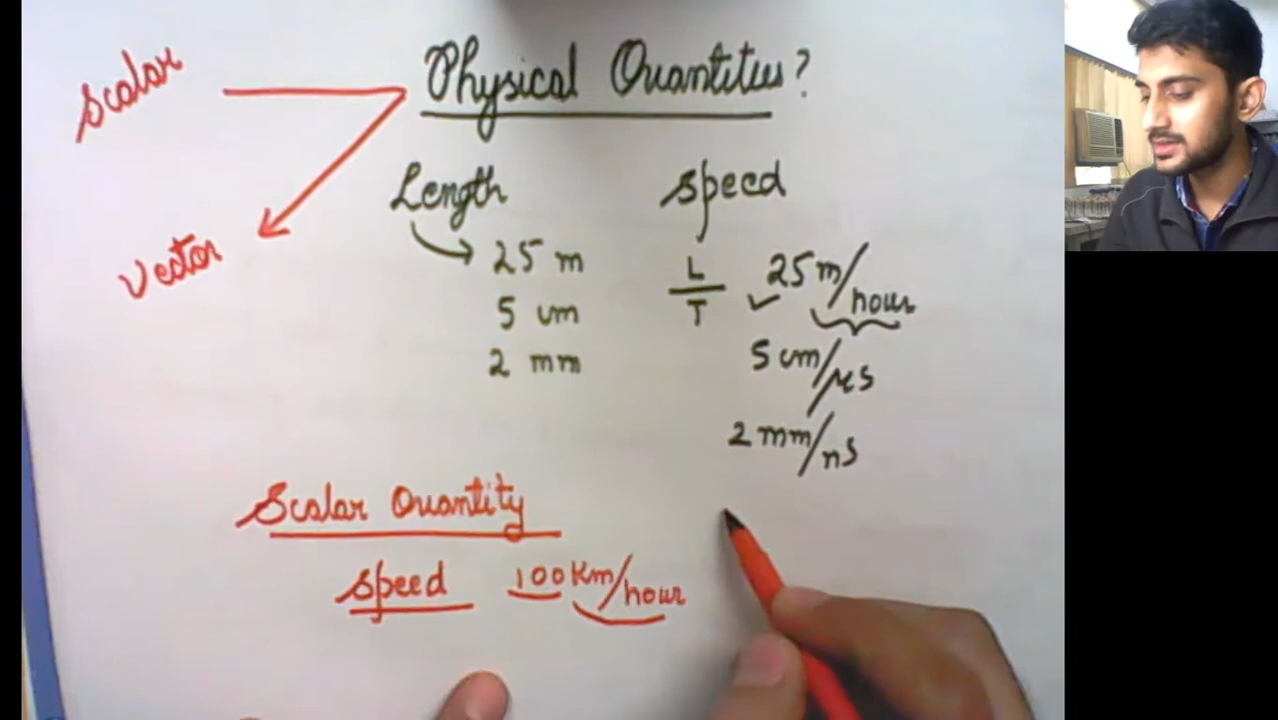 Physical Quantities?
Scalar
Vector
Length
25 m
5 cm
2 mm
speed
L/T
25 m/hour
5 cm/μs
2 mm/ns
Scalar Quantity
speed 100 Km/hour